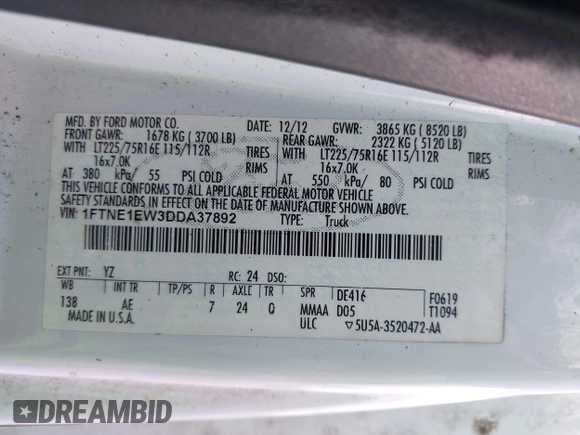 MFD. BY FORD MOTOR CO.
DATE: 12/12 GVWR: 3865 KG ( 8520 LB)
FRONT GAWR: 1678 KG ( 3700 LB)
REAR GAWR: 2322 KG ( 5120 LB)
WITH LT225/75R16E 115/112R TIRES
WITH LT225/75R16E 115/112R TIRES
16x7.0K RIMS
16x7.0K RIMS
AT 380 kPa/ 55 PSI COLD
AT 550 kPa/ 80 PSI COLD
THIS VEHICLE CONFORMS TO ALL APPLICABLE FEDERAL MOTOR VEHICLE
SAFETY STANDARDS IN EFFECT ON THE DATE OF MANUFACTURE SHOWN ABOVE.
VIN: 1FTNE1EW3DDA37892
TYPE: Truck
EXT PNT: YZ RC: 24 DSO:
WB INT TR TP/PS R AXLE TR SPR DE416 F0619
138 AE 7 24 Q MMAA D05 T1094
MADE IN U.S.A. ULC ▽5U5A-3520472-AA
DREAMBID